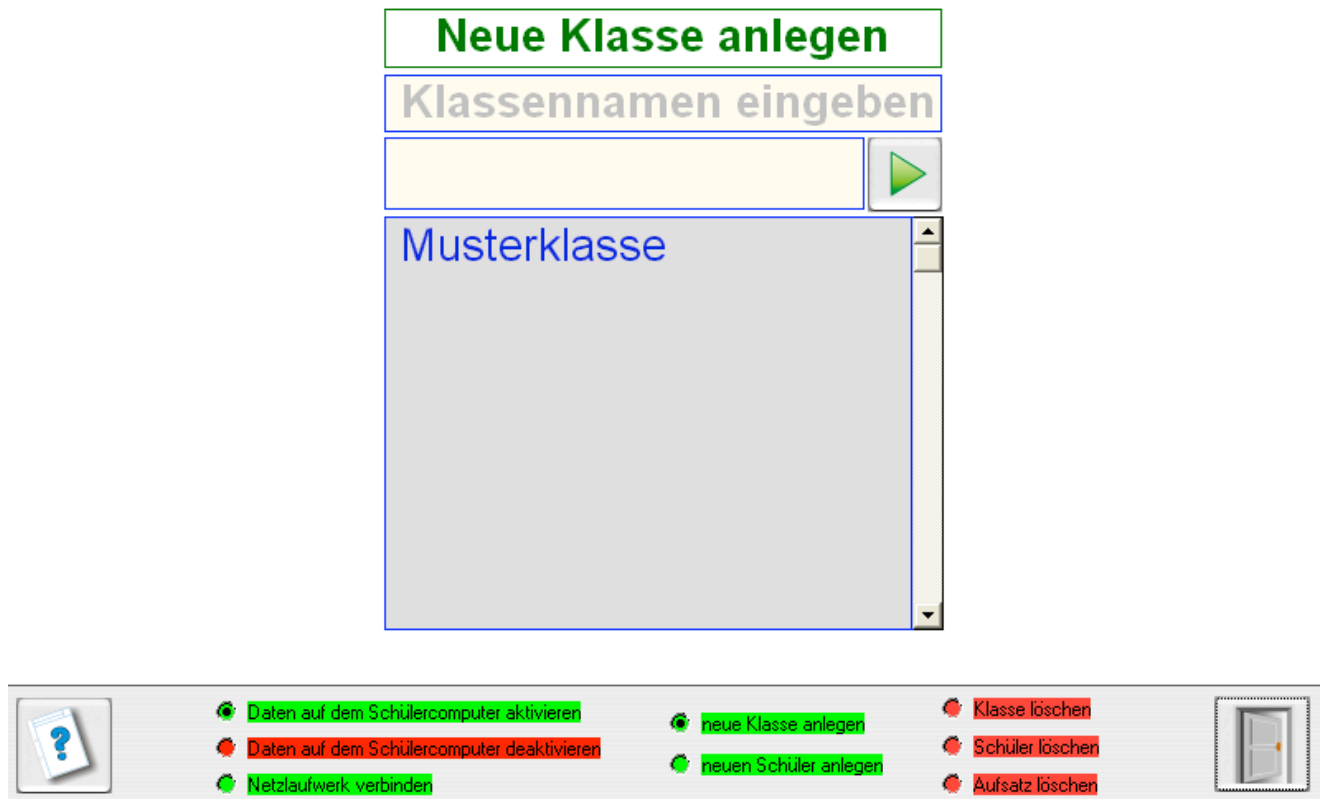 Neue Klasse anlegen
Klassennamen eingeben
Musterklasse
?
Daten auf dem Schülercomputer aktivieren
Daten auf dem Schülercomputer deaktivieren
Netzlaufwerk verbinden
neue Klasse anlegen
neuen Schüler anlegen
Klasse löschen
Schüler löschen
Aufsatz löschen